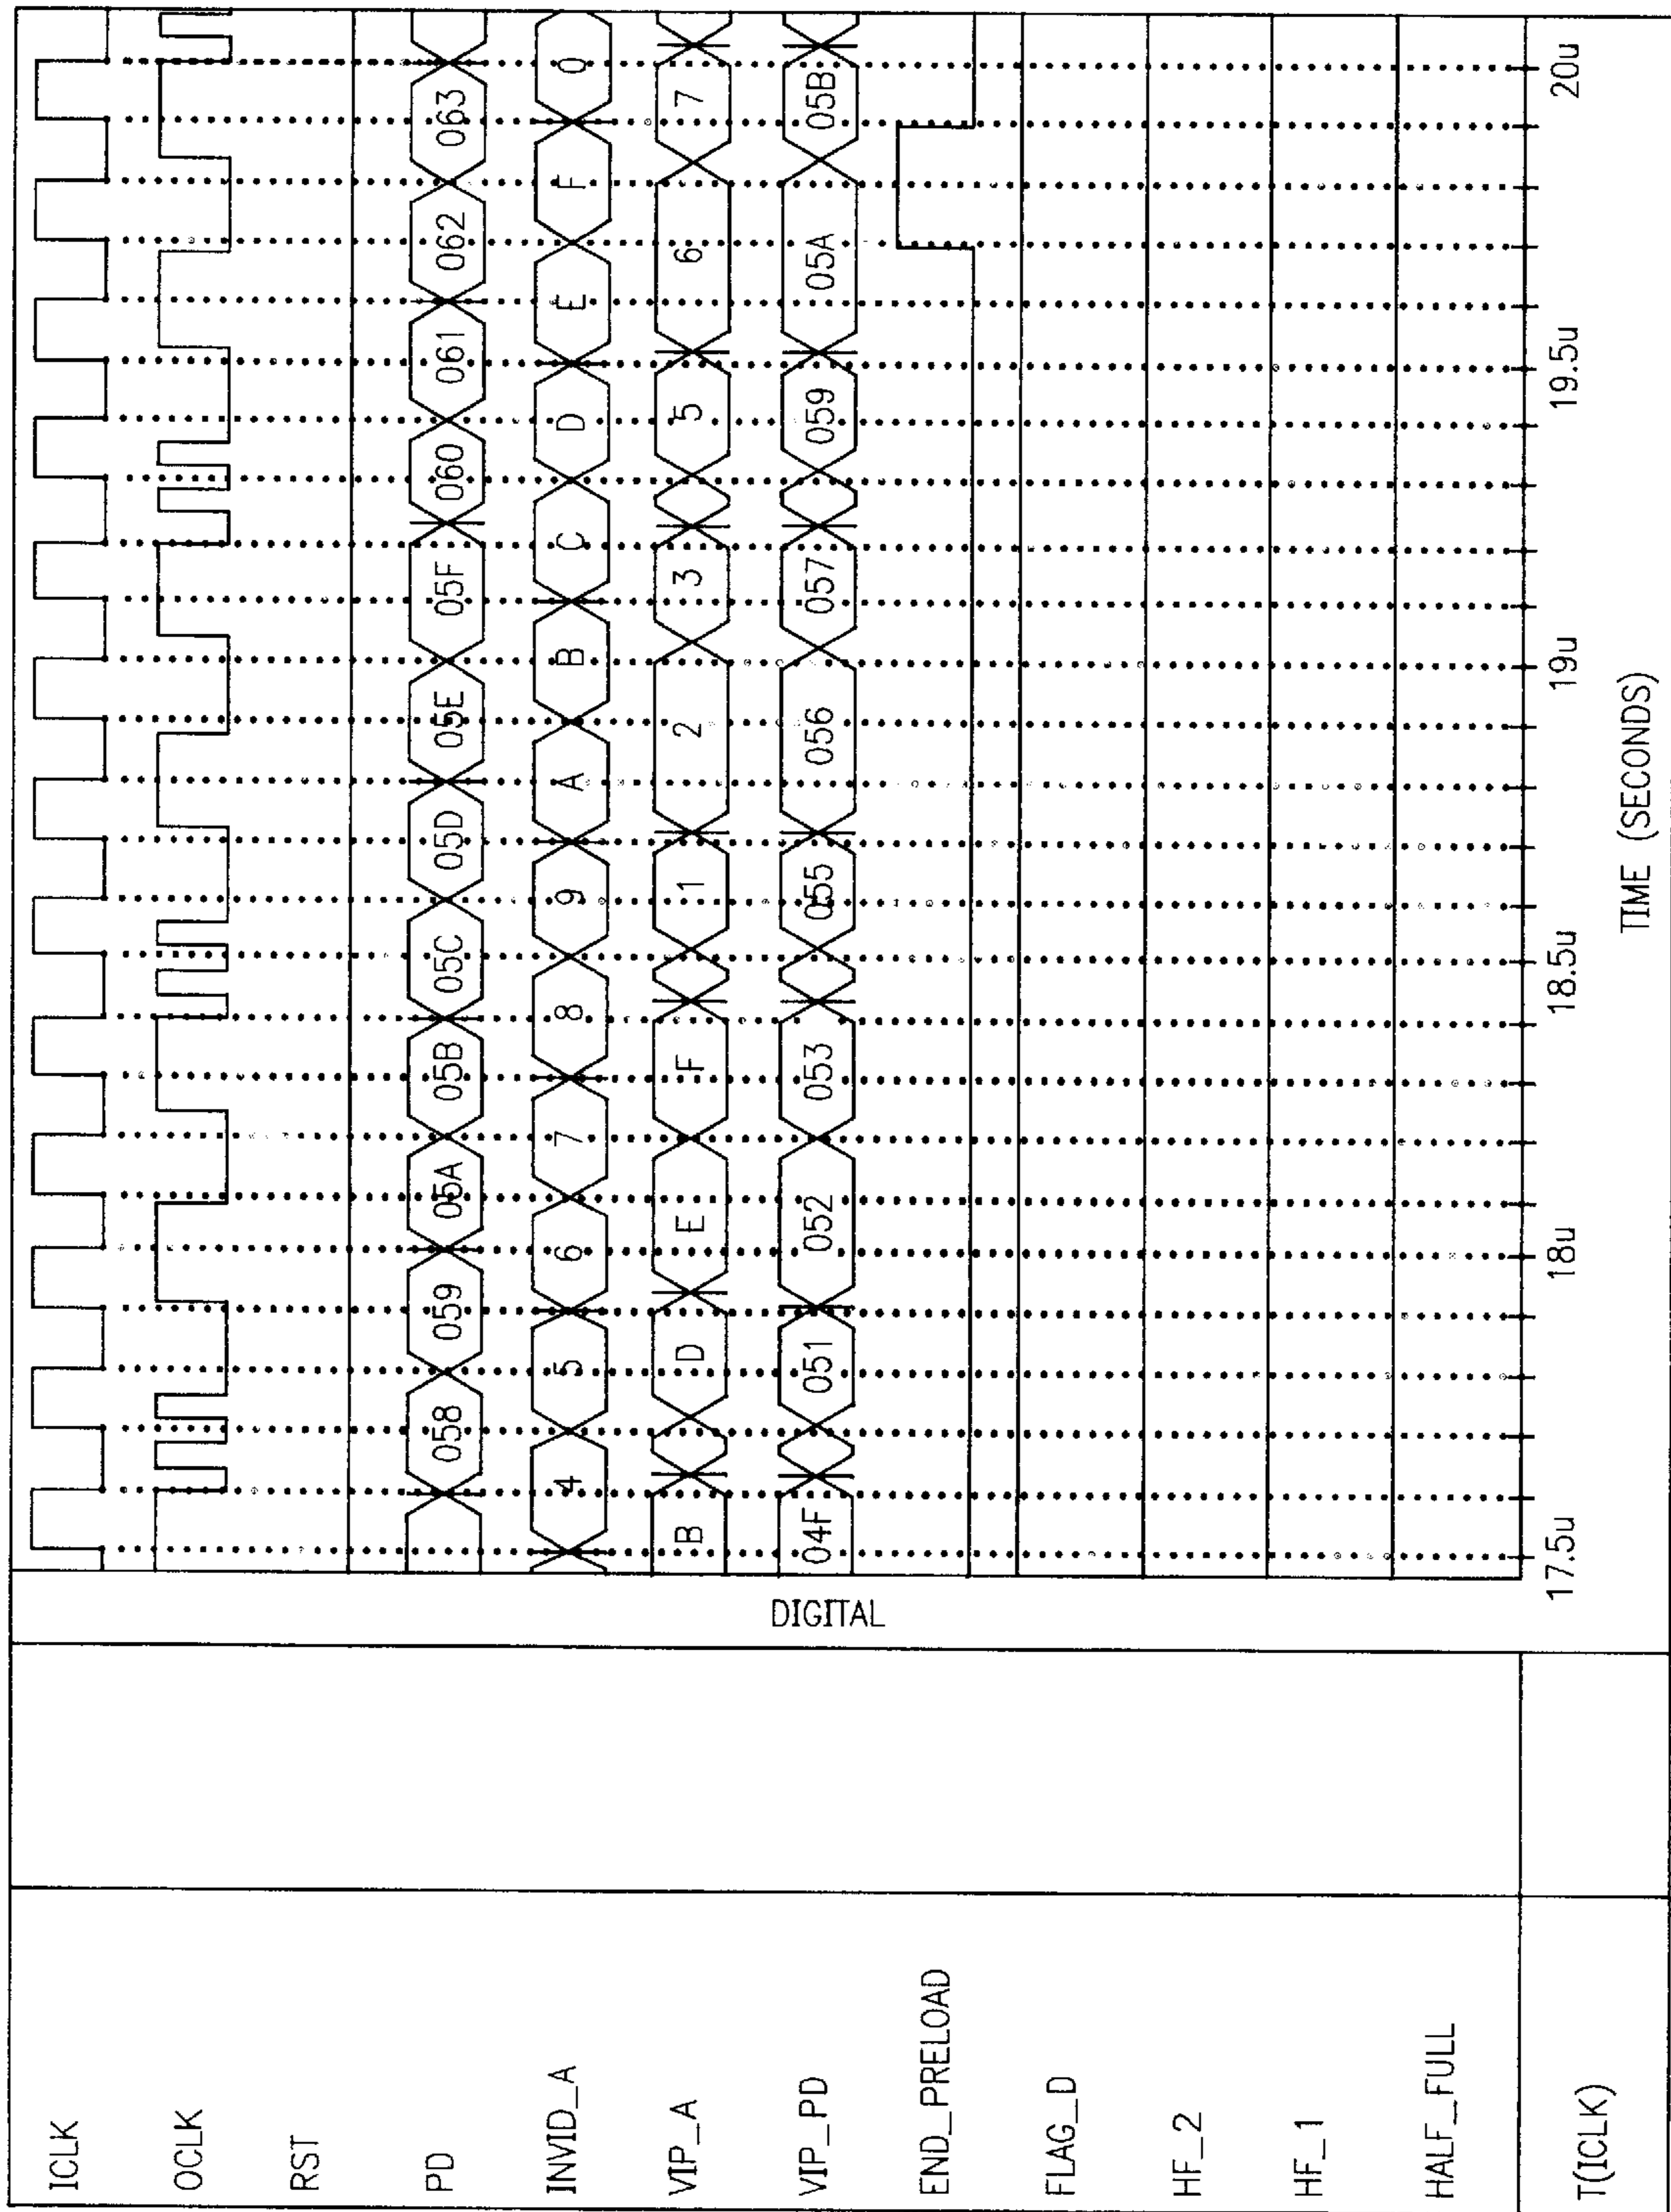 ICLK
OCLK
RST
PD
058 059 05A 05B 05C 05D 05E 05F 060 061 062 063
INVID_A
4 5 6 7 8 9 A B C D E F 0
VIP_A
B D E F 1 2 3 5 6 7
VIP_PD
04F 051 052 053 055 056 057 059 05A 05B
END_PRELOAD
FLAG_D
HF_2
HF_1
HALF_FULL
DIGITAL
T(ICLK)
17.5u 18u 18.5u 19u 19.5u 20u
TIME (SECONDS)